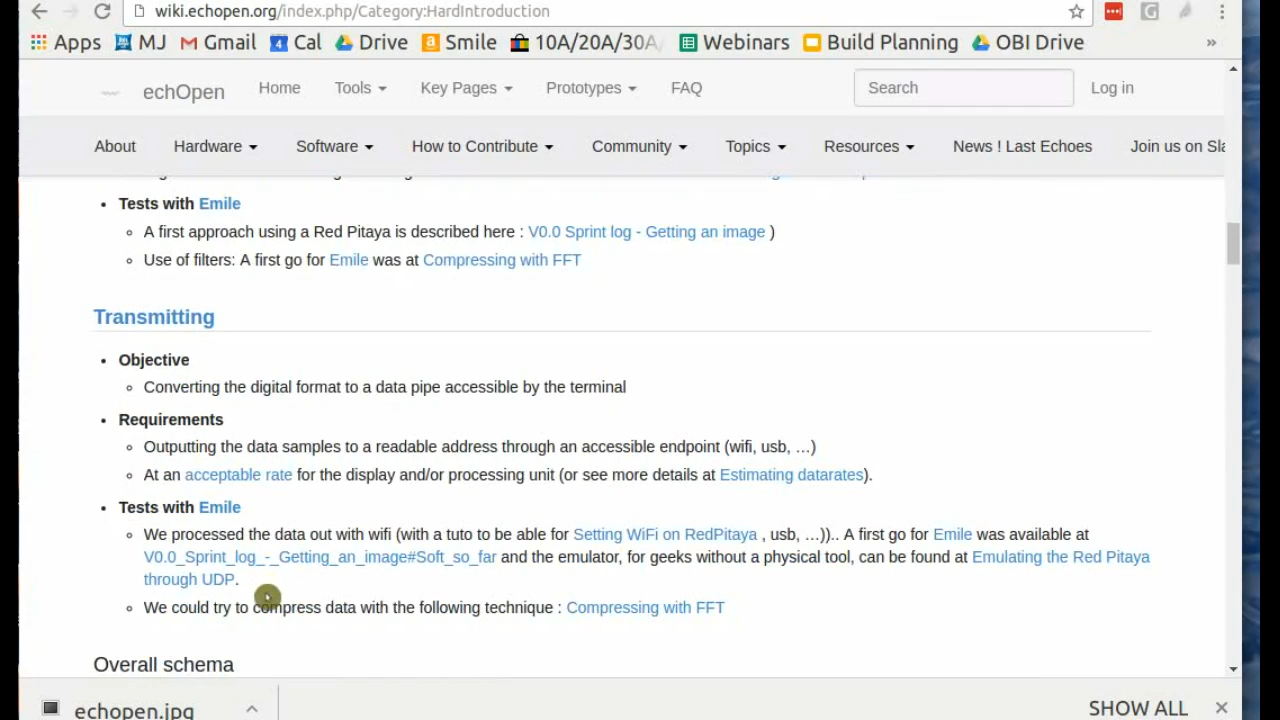 wiki.echopen.org/index.php/Category:HardIntroduction
Apps MJ Gmail 4 Cal Drive a Smile 10A/20A/30A/ Webinars Build Planning OBI Drive »
echOpen Home Tools Key Pages Prototypes FAQ Search Log in
About Hardware Software How to Contribute Community Topics Resources News ! Last Echoes Join us on Sla
Tests with Emile
A first approach using a Red Pitaya is described here : V0.0 Sprint log - Getting an image )
Use of filters: A first go for Emile was at Compressing with FFT
Transmitting
Objective
Converting the digital format to a data pipe accessible by the terminal
Requirements
Outputting the data samples to a readable address through an accessible endpoint (wifi, usb, …)
At an acceptable rate for the display and/or processing unit (or see more details at Estimating datarates).
Tests with Emile
We processed the data out with wifi (with a tuto to be able for Setting WiFi on RedPitaya , usb, …)).. A first go for Emile was available at
V0.0_Sprint_log_-_Getting_an_image#Soft_so_far and the emulator, for geeks without a physical tool, can be found at Emulating the Red Pitaya
through UDP.
We could try to compress data with the following technique : Compressing with FFT
Overall schema
echopen.jpg SHOW ALL